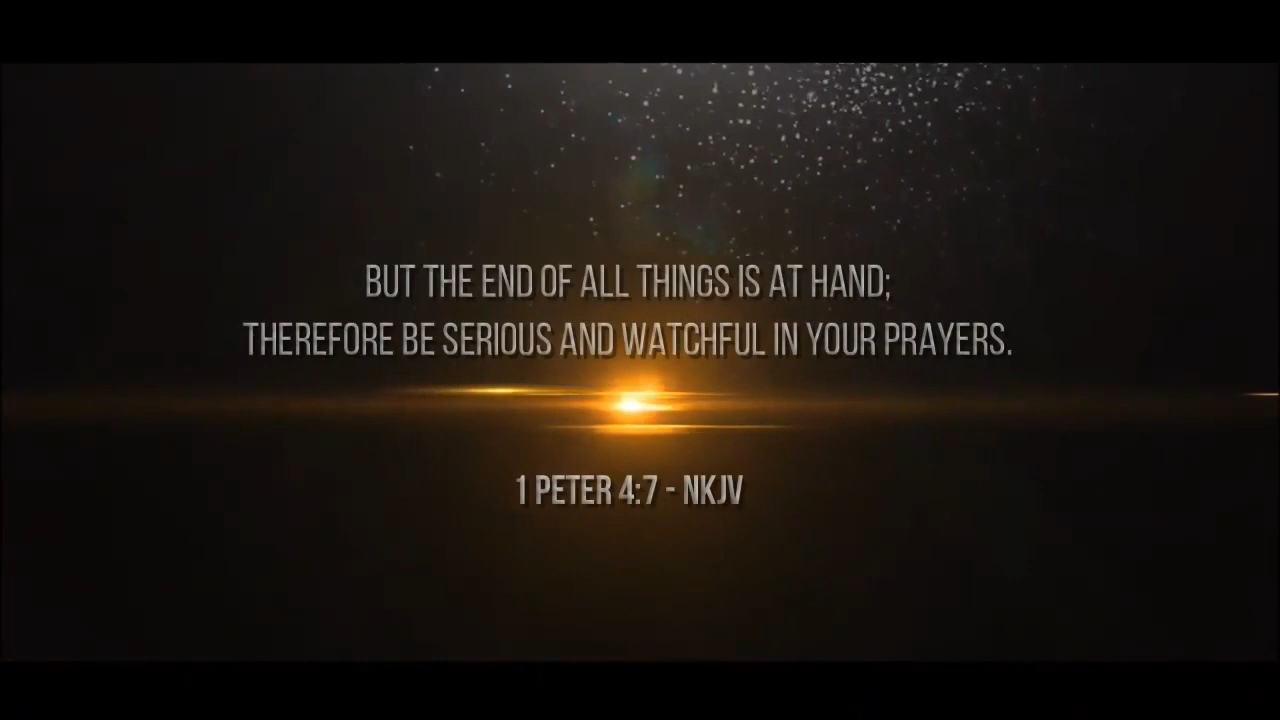 BUT THE END OF ALL THINGS IS AT HAND;
THEREFORE BE SERIOUS AND WATCHFUL IN YOUR PRAYERS.
1 PETER 4:7 - NKJV